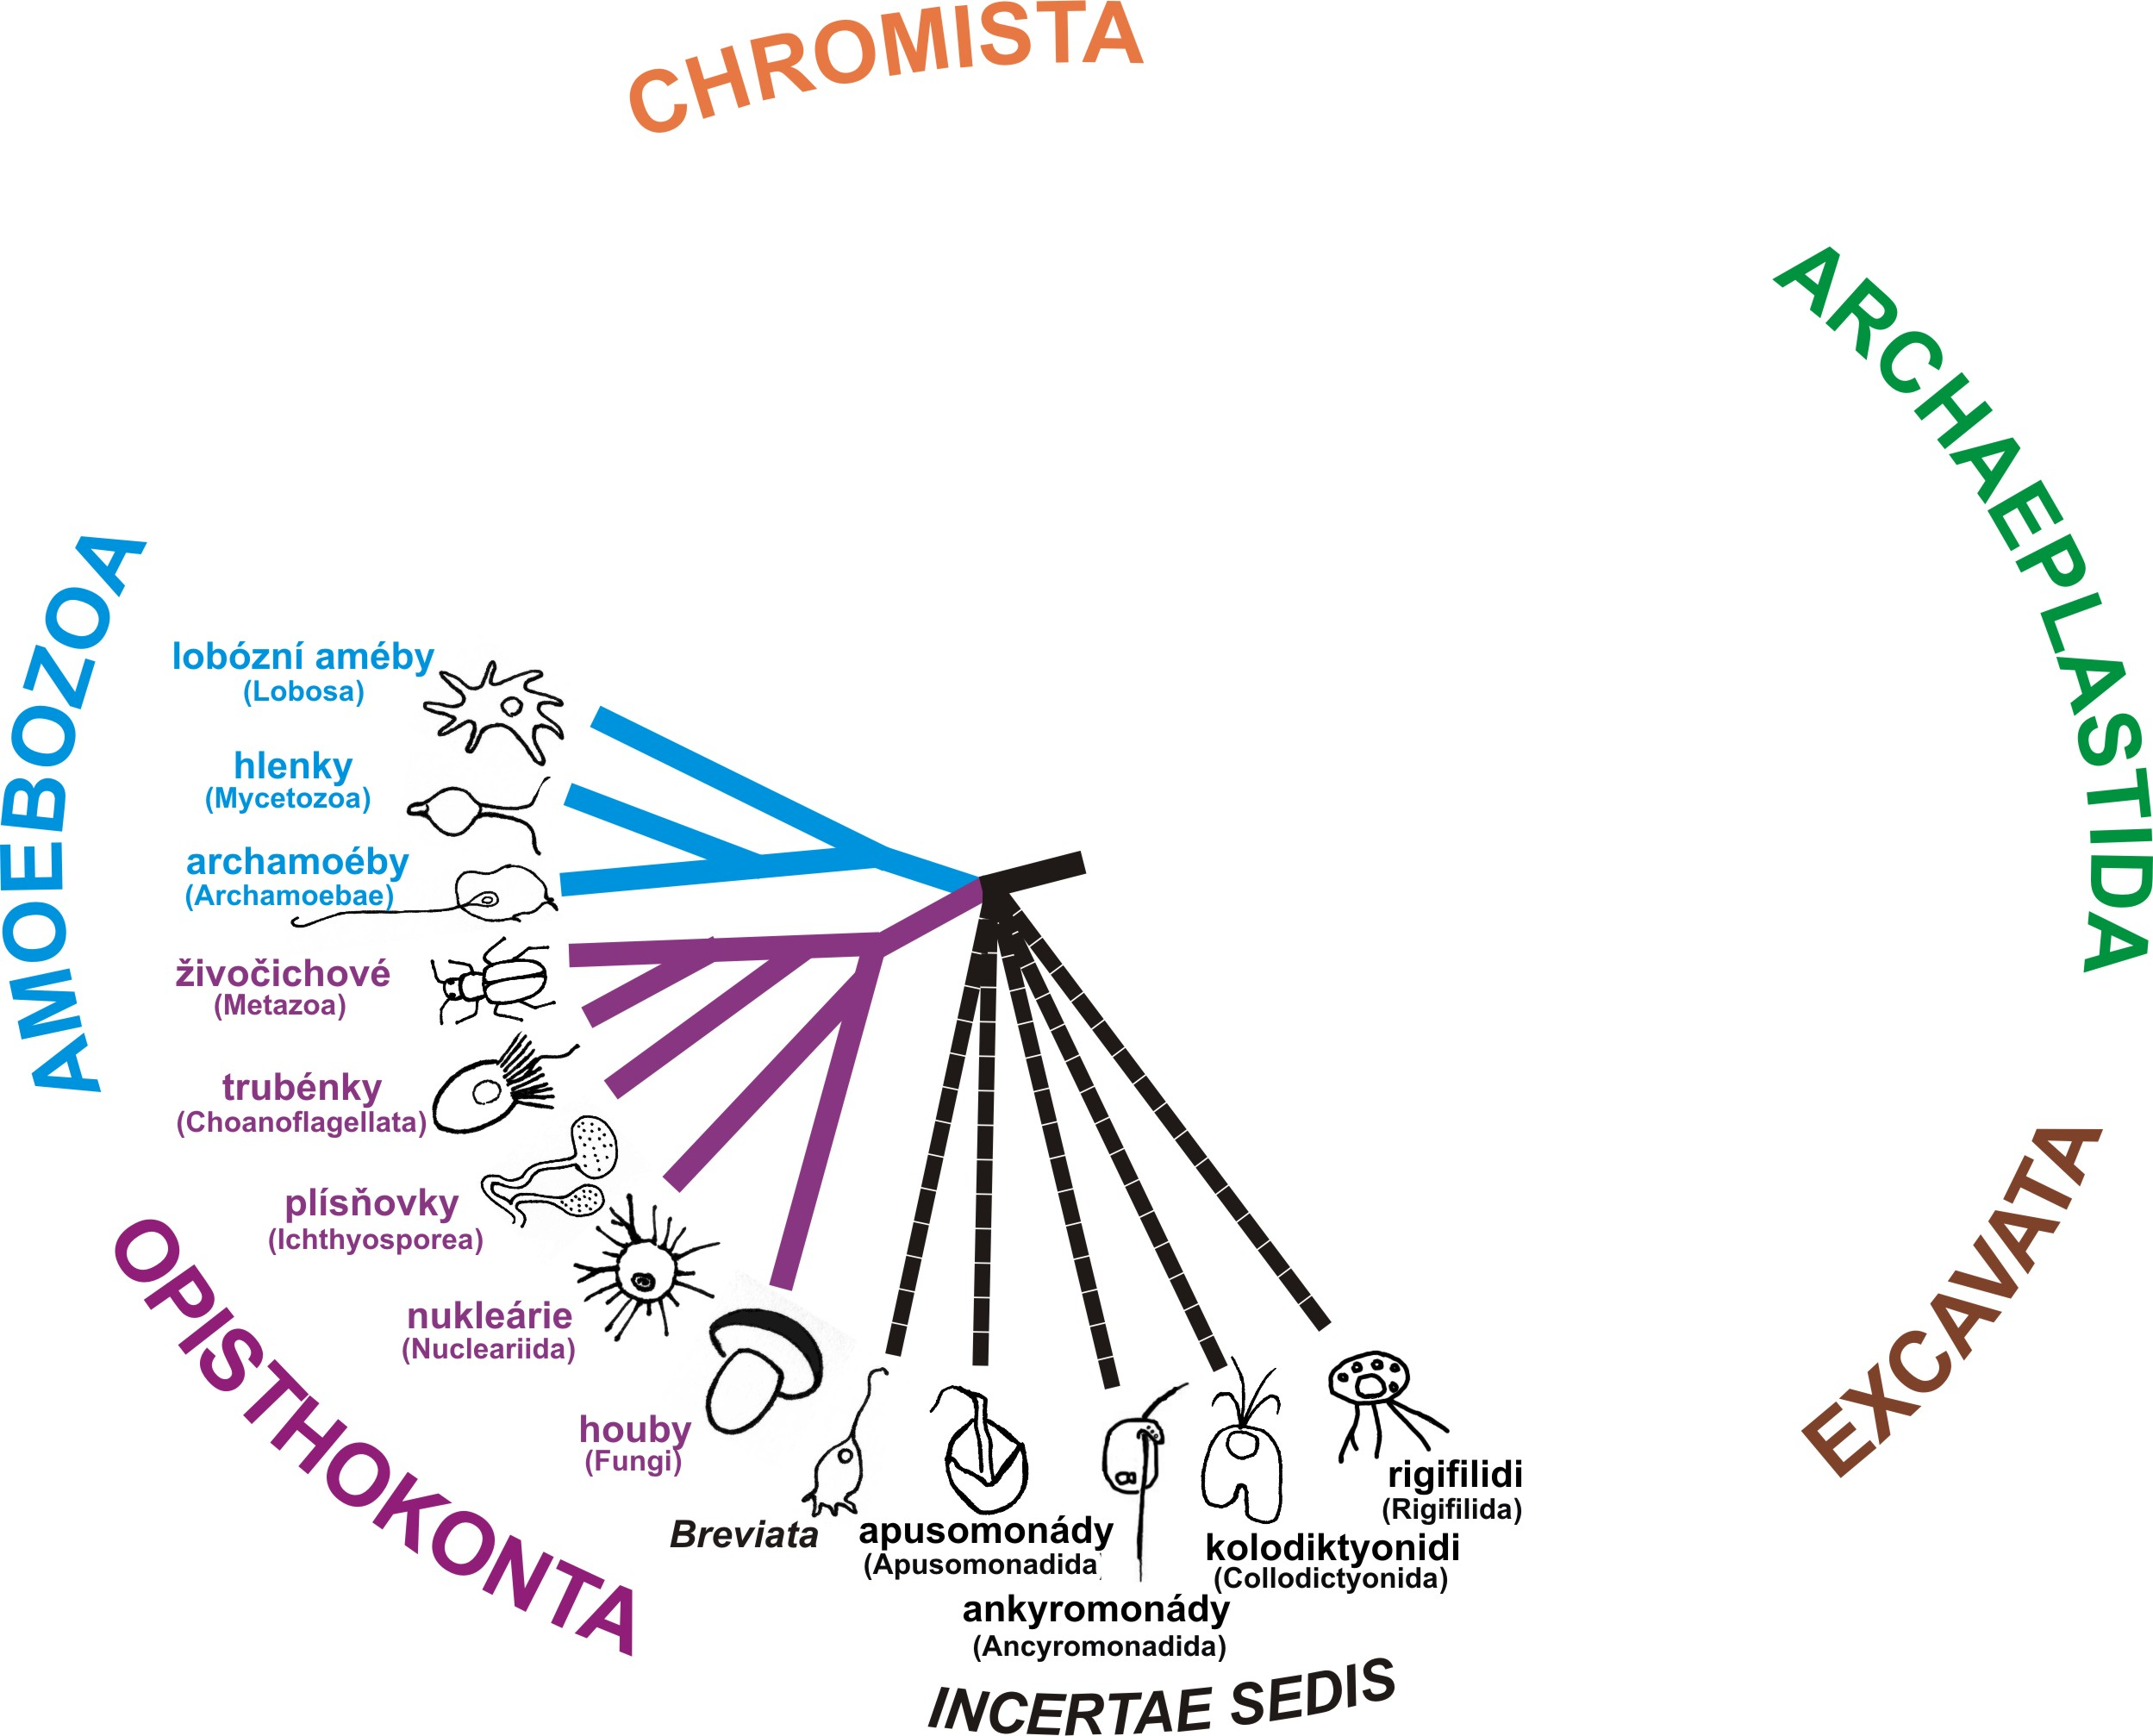 CHROMISTA
ARCHAEPLASTIDA
AMOEBOZOA
lobózní améby
(Lobosa)
hlenky
(Mycetozoa)
archamoéby
(Archamoebae)
živočichové
(Metazoa)
trubénky
(Choanoflagellata)
plísňovky
(Ichthyosporea)
nukleárie
(Nucleariida)
houby
(Fungi)
OPISTHOKONTA
EXCAVATA
Breviata
apusomonády
(Apusomonadida)
ankyromonády
(Ancyromonadida)
kolodiktyonidi
(Collodictyonida)
rigifilidi
(Rigifilida)
INCERTAE SEDIS